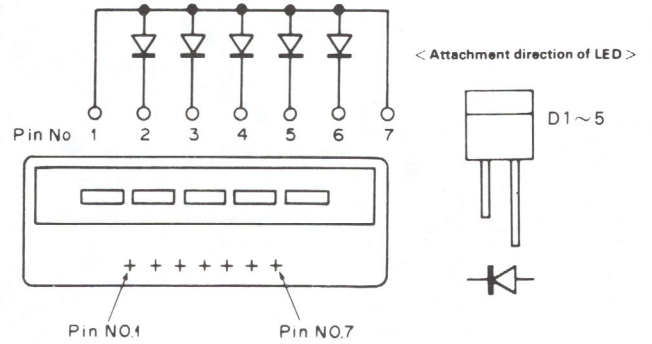 < Attachment direction of LED >
D1～5
Pin No 1 2 3 4 5 6 7
Pin NO.1 Pin NO.7